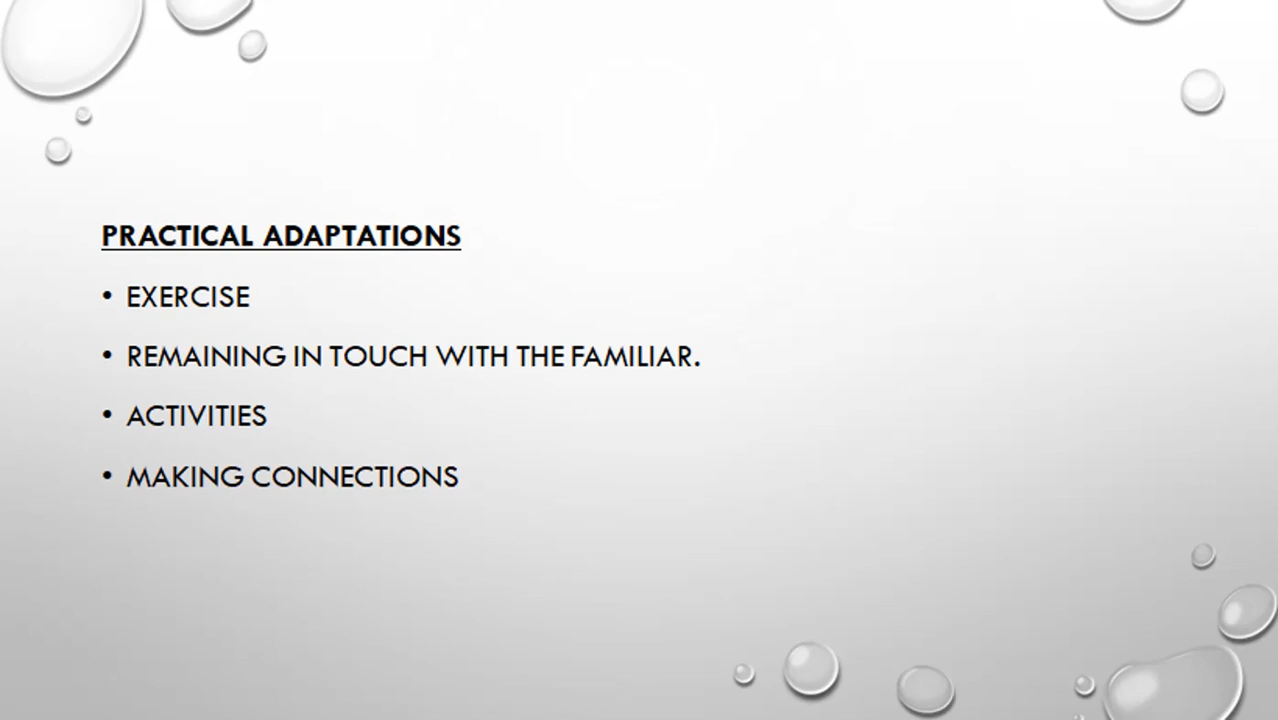 PRACTICAL ADAPTATIONS
• EXERCISE
• REMAINING IN TOUCH WITH THE FAMILIAR.
• ACTIVITIES
• MAKING CONNECTIONS